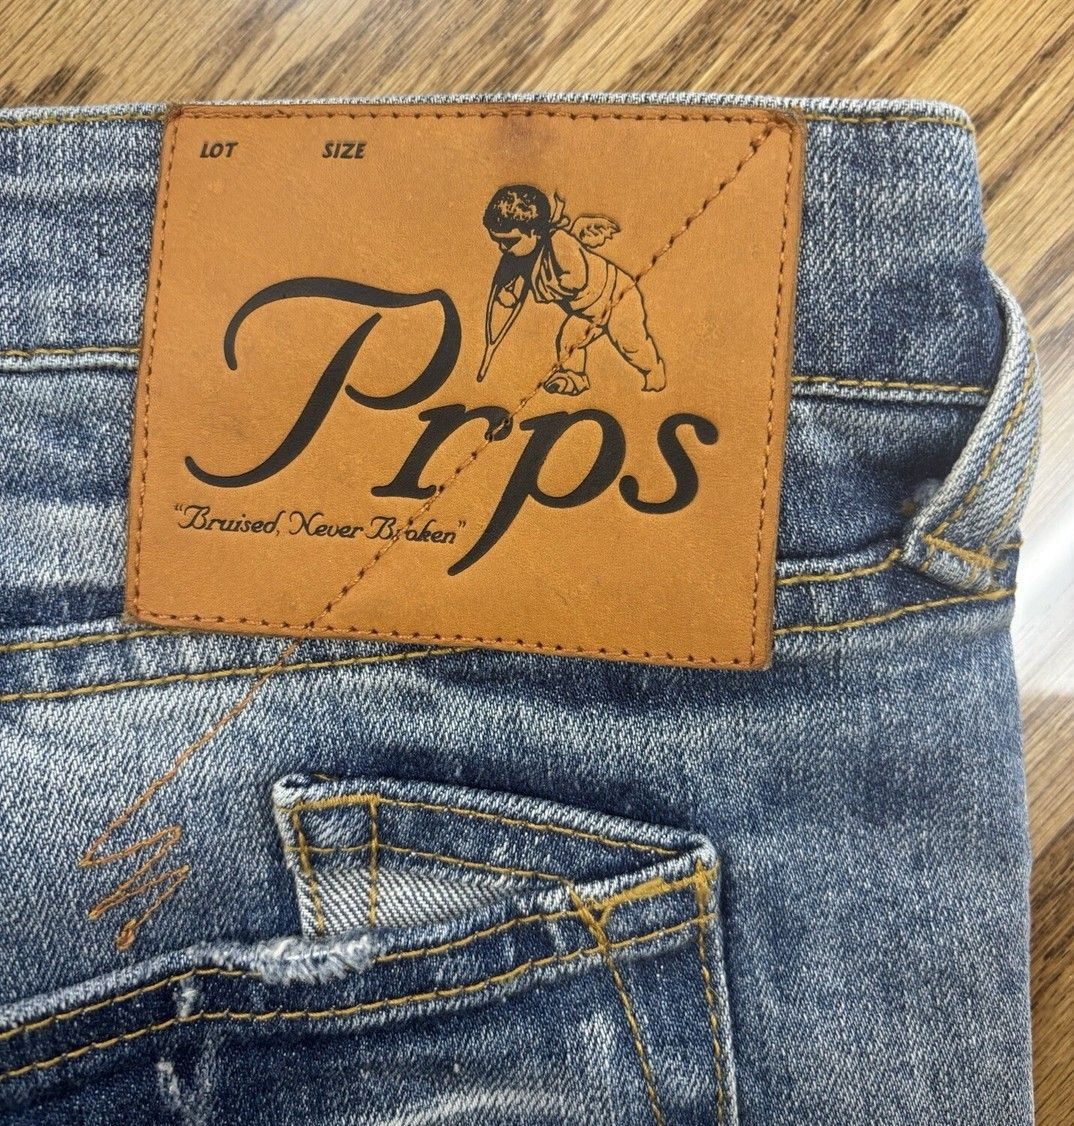 LOT SIZE
Prps
“Bruised, Never Broken”